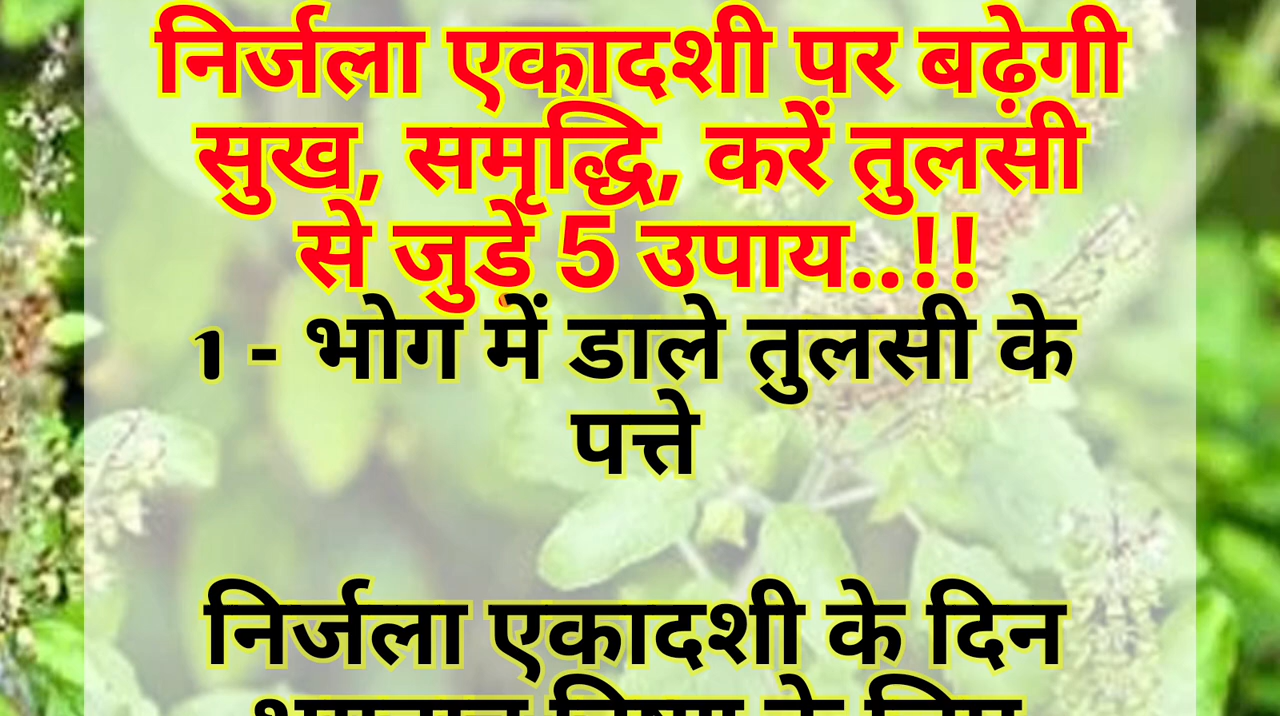 निर्जला एकादशी पर बढ़ेगी
सुख, समृद्धि, करें तुलसी
से जुड़े 5 उपाय..!!
1 - भोग में डाले तुलसी के
पत्ते
निर्जला एकादशी के दिन